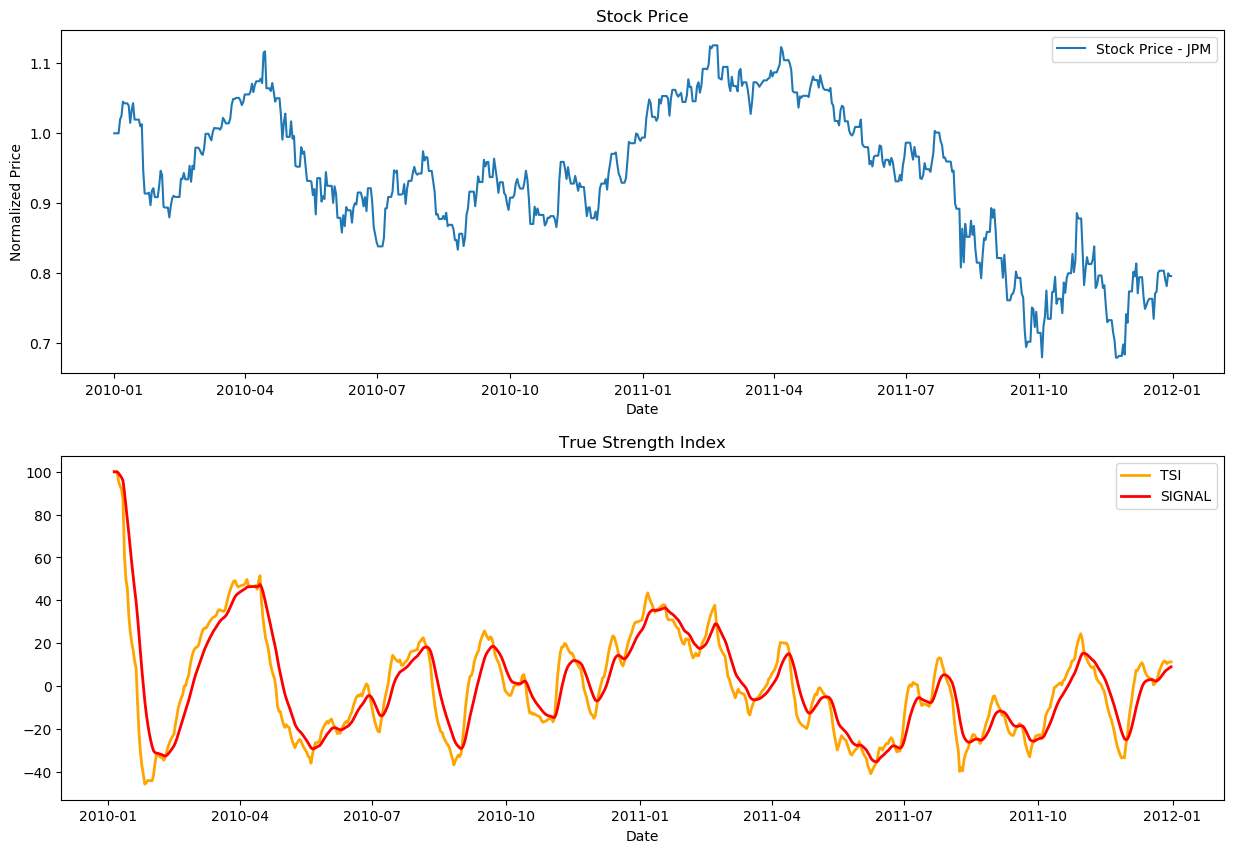 Stock Price
Stock Price - JPM
1.1
1.0
0.9
0.8
0.7
Normalized Price
2010-01 2010-04 2010-07 2010-10 2011-01 2011-04 2011-07 2011-10 2012-01
Date
True Strength Index
TSI
SIGNAL
100
80
60
40
20
0
−20
−40
2010-01 2010-04 2010-07 2010-10 2011-01 2011-04 2011-07 2011-10 2012-01
Date